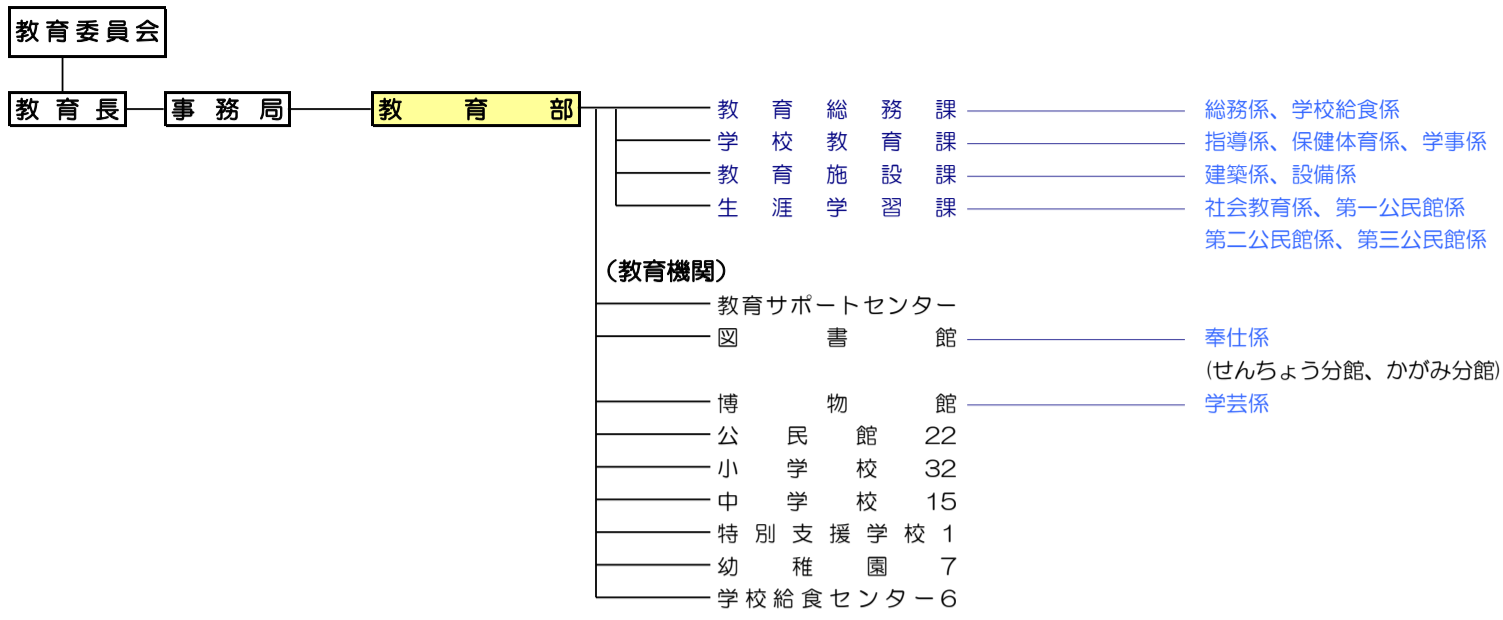 教育委員会
教育長 事務局 教育部 教育総務課 総務係、学校給食係
学校教育課 指導係、保健体育係、学事係
教育施設課 建築係、設備係
生涯学習課 社会教育係、第一公民館係
第二公民館係、第三公民館係
（教育機関）
教育サポートセンター
図書館 奉仕係
(せんちょう分館、かがみ分館)
博物館 学芸係
公民館 22
小学校 32
中学校 15
特別支援学校 1
幼稚園 7
学校給食センター 6